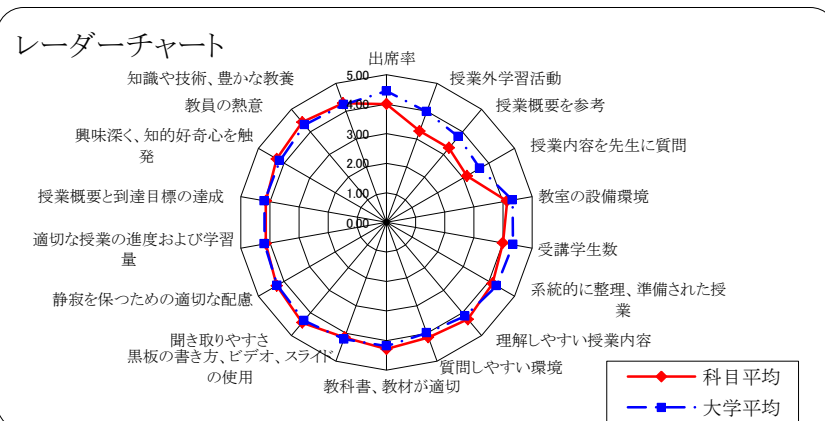 レーダーチャート
出席率
授業外学習活動
授業概要を参考
授業内容を先生に質問
教室の設備環境
受講学生数
系統的に整理、準備された授
業
理解しやすい授業内容
質問しやすい環境
教科書、教材が適切
黒板の書き方、ビデオ、スライド
の使用
聞き取りやすさ
静寂を保つための適切な配慮
適切な授業の進度および学習
量
授業概要と到達目標の達成
興味深く、知的好奇心を触
発
教員の熱意
知識や技術、豊かな教養
5.00
4.00
3.00
2.00
1.00
0.00
科目平均
大学平均